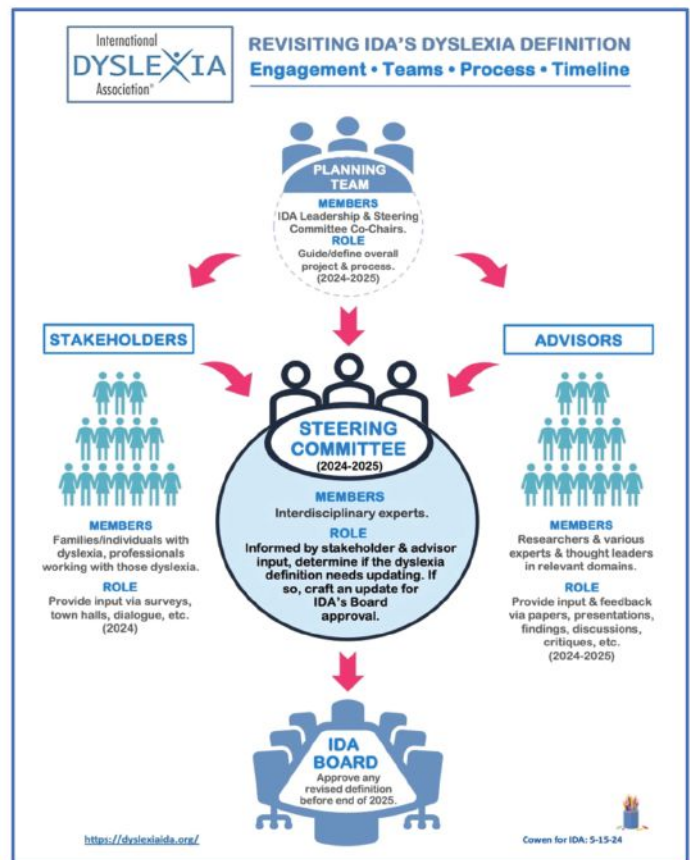 International
DYSLEXIA
Association®
REVISITING IDA'S DYSLEXIA DEFINITION
Engagement • Teams • Process • Timeline
PLANNING
TEAM
MEMBERS
IDA Leadership & Steering
Committee Co-Chairs.
ROLE
Guide/define overall
project & process.
(2024-2025)
STAKEHOLDERS
MEMBERS
Families/individuals with
dyslexia, professionals
working with those dyslexia.
ROLE
Provide input via surveys,
town halls, dialogue, etc.
(2024)
STEERING
COMMITTEE
(2024-2025)
MEMBERS
Interdisciplinary experts.
ROLE
Informed by stakeholder & advisor
input, determine if the dyslexia
definition needs updating. If
so, craft an update for
IDA's Board
approval.
ADVISORS
MEMBERS
Researchers & various
experts & thought leaders
in relevant domains.
ROLE
Provide input & feedback
via papers, presentations,
findings, discussions,
critiques, etc.
(2024-2025)
IDA
BOARD
Approve any
revised definition
before end of 2025.
https://dyslexiaida.org/
Cowen for IDA: 5-15-24